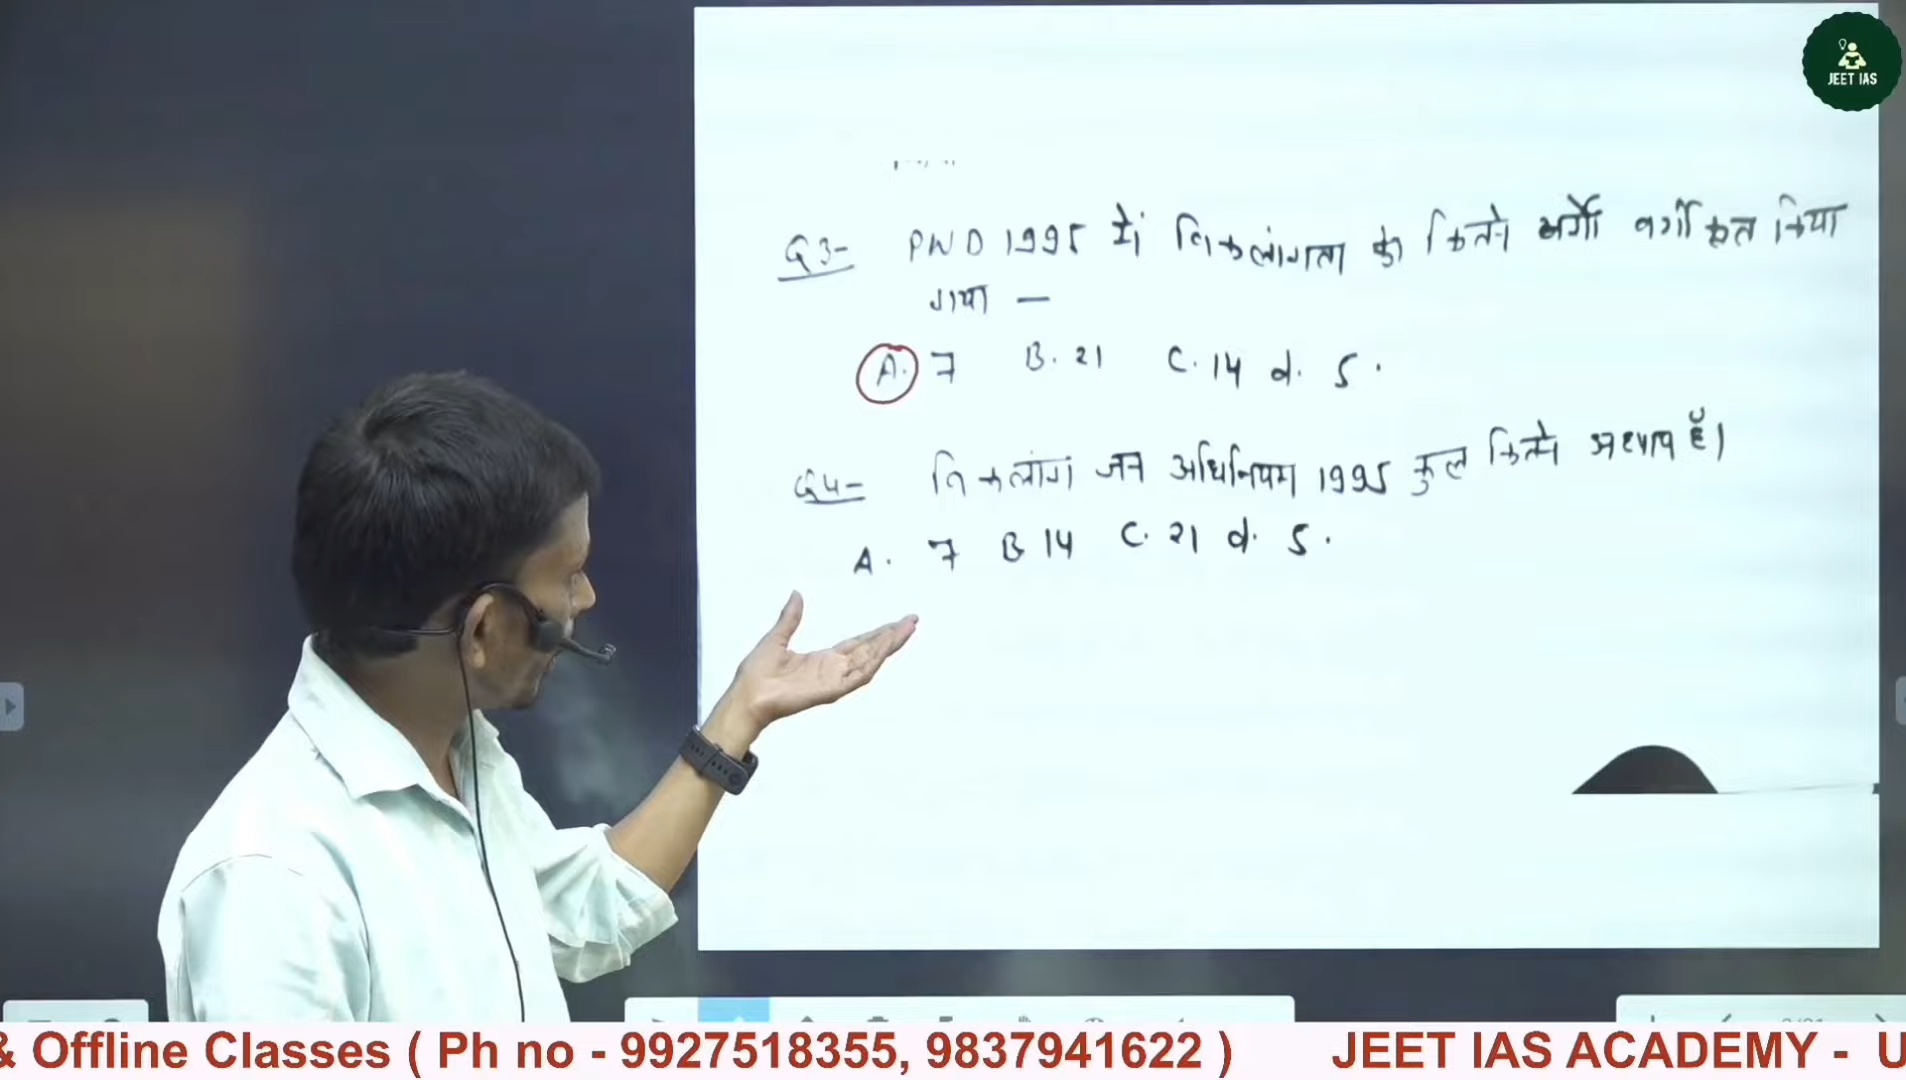 JEET IAS
Q3- PWD 1995 में विकलांगता को कितने वर्गों वर्गीकृत किया
गया —
A. 7 B. 21 C. 14 d. 5.
Q4- विकलांग जन अधिनियम 1995 कुल कितने अध्याय हैं।
A. 7 B 14 C. 21 d. 5.
& Offline Classes ( Ph no - 9927518355, 9837941622 ) JEET IAS ACADEMY - U